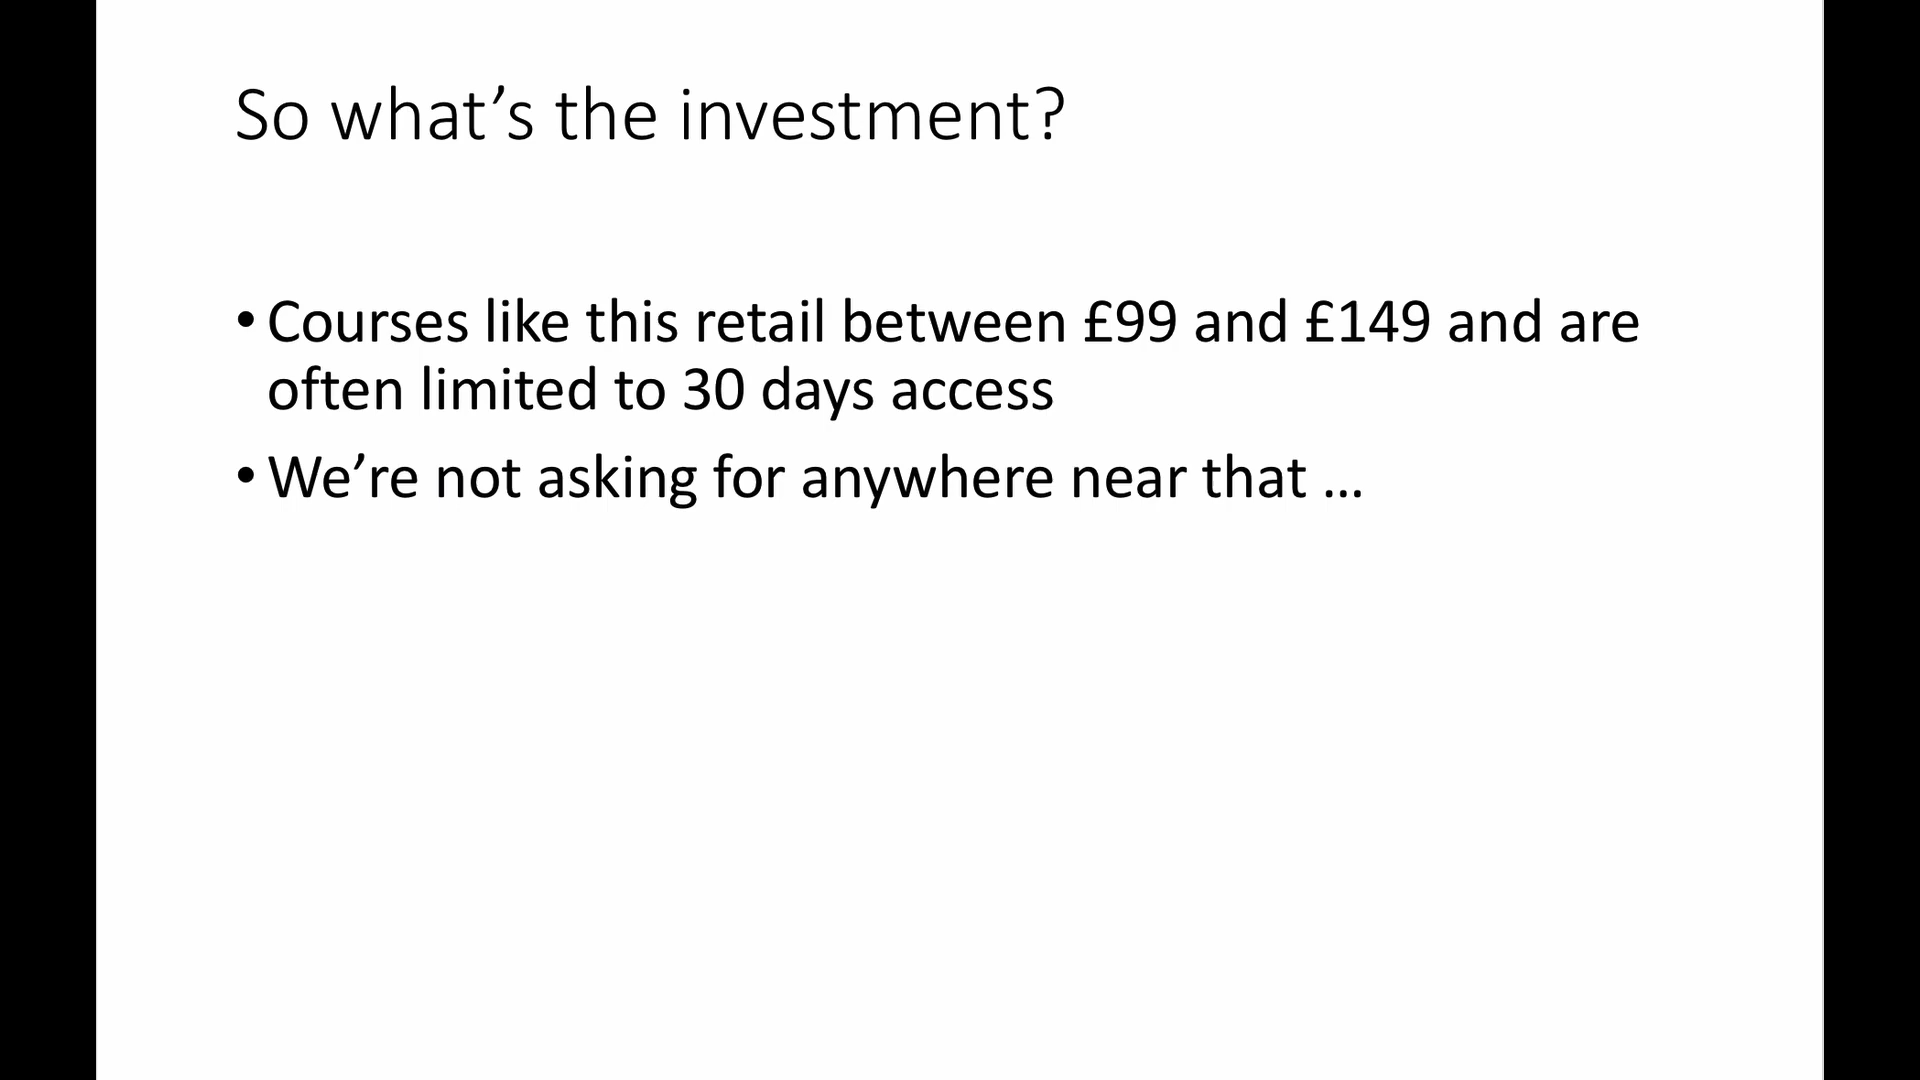 So what’s the investment?
• Courses like this retail between £99 and £149 and are
often limited to 30 days access
• We’re not asking for anywhere near that …